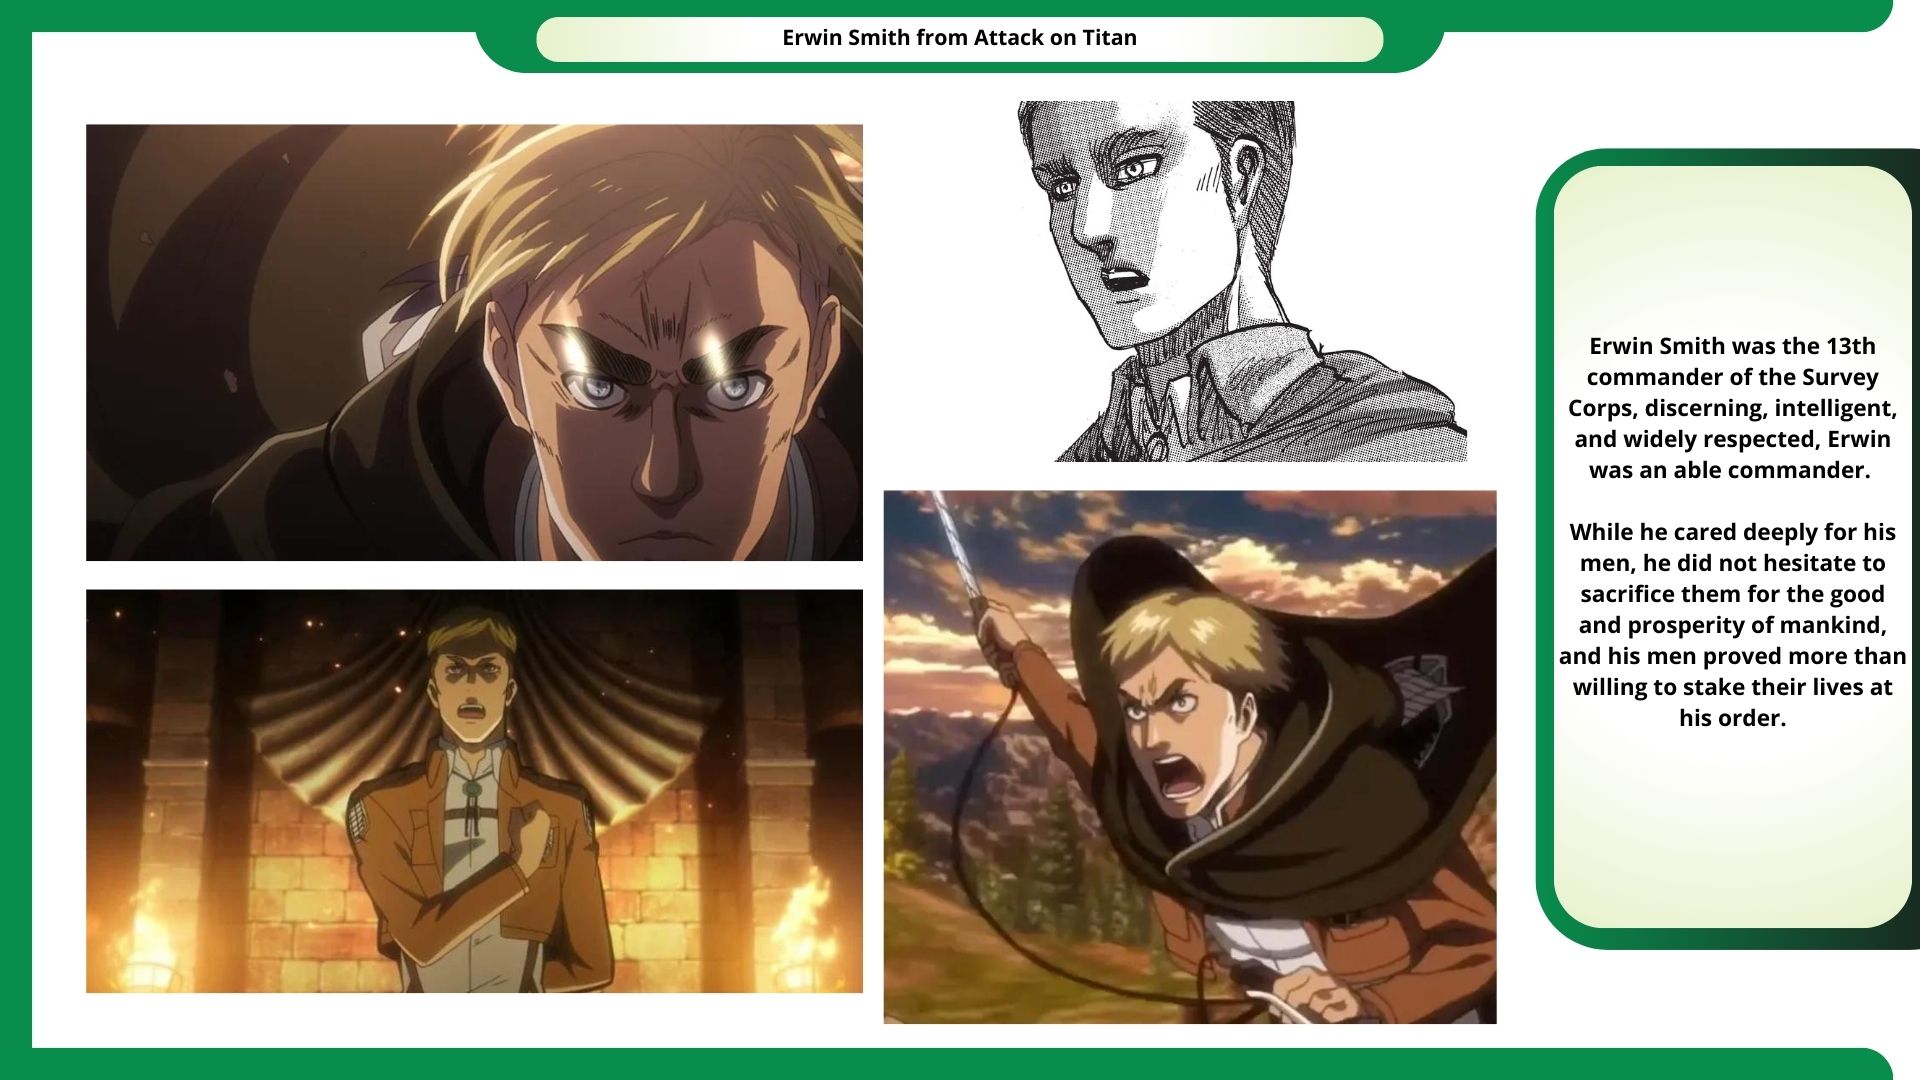 Erwin Smith from Attack on Titan
Erwin Smith was the 13th
commander of the Survey
Corps, discerning, intelligent,
and widely respected, Erwin
was an able commander.
While he cared deeply for his
men, he did not hesitate to
sacrifice them for the good
and prosperity of mankind,
and his men proved more than
willing to stake their lives at
his order.